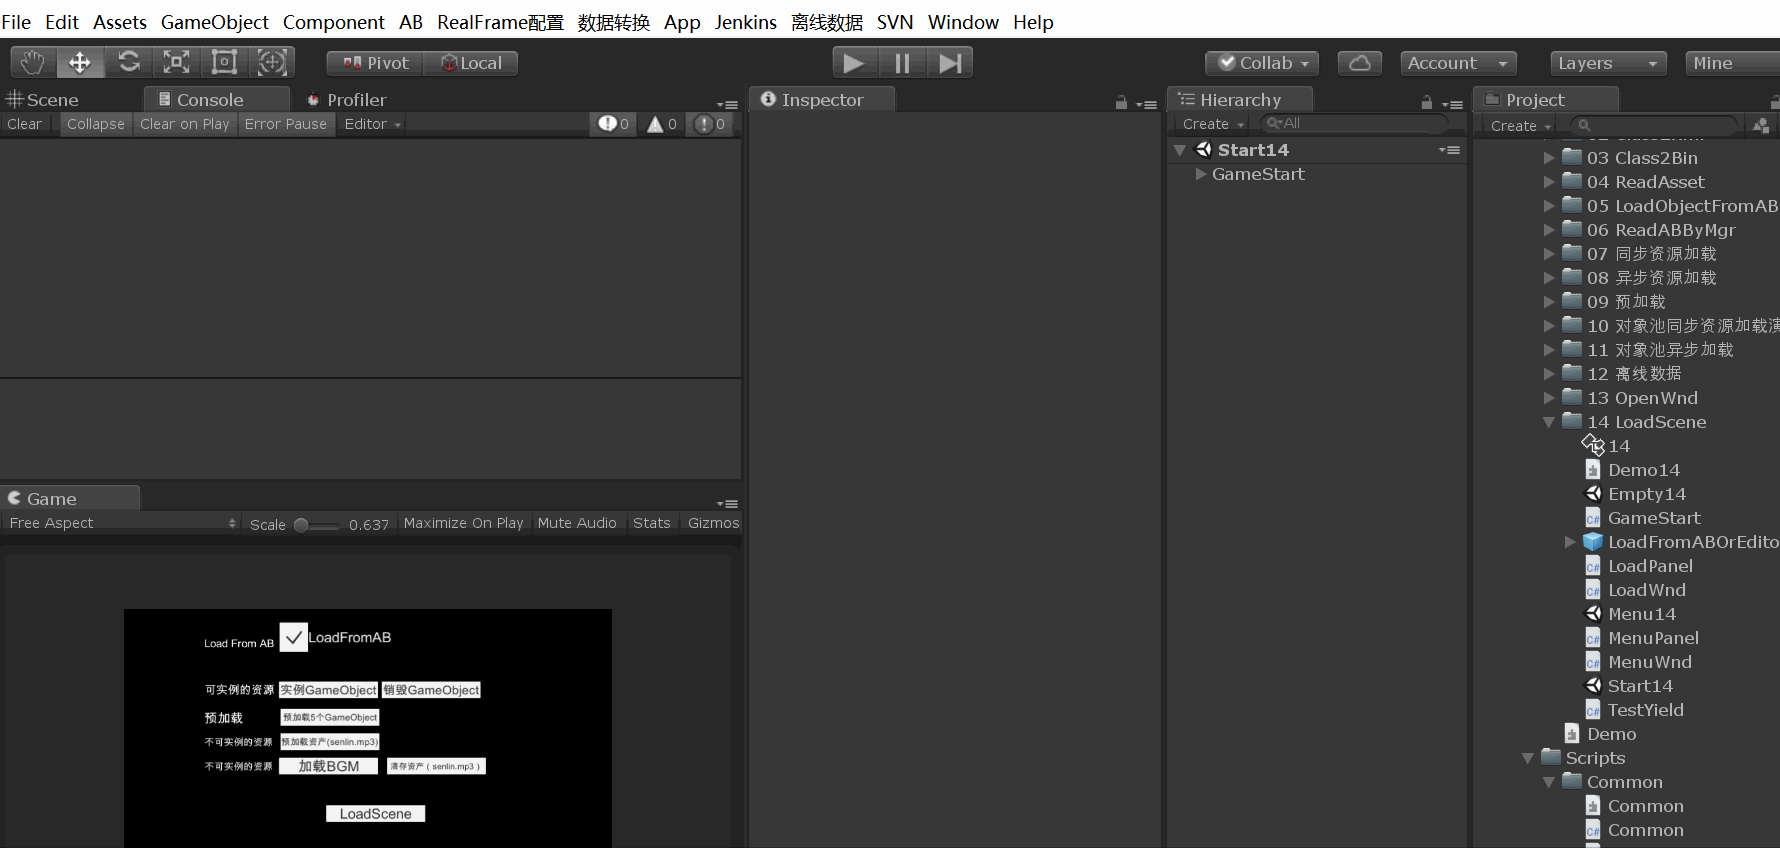 File Edit Assets GameObject Component AB RealFrame配置 数据转换 App Jenkins 离线数据 SVN Window Help
Pivot Local Collab Account Layers Mine
Scene Console Profiler
Clear Collapse Clear on Play Error Pause Editor 0 0 0
Game
Free Aspect Scale 0.637 Maximize On Play Mute Audio Stats Gizmos
Load From AB LoadFromAB
可实例的资源 实例GameObject 销毁GameObject
预加载 预加载5个GameObject
不可实例的资源 预加载资产(senlin.mp3)
不可实例的资源 加载BGM 清存资产 ( senlin.mp3 )
LoadScene
Inspector
Hierarchy
Create All
Start14
GameStart
Project
Create
03 Class2Bin
04 ReadAsset
05 LoadObjectFromAB
06 ReadABByMgr
07 同步资源加载
08 异步资源加载
09 预加载
10 对象池同步资源加载演
11 对象池异步加载
12 离线数据
13 OpenWnd
14 LoadScene
14
Demo14
Empty14
GameStart
LoadFromABOrEdito
LoadPanel
LoadWnd
Menu14
MenuPanel
MenuWnd
Start14
TestYield
Demo
Scripts
Common
Common
Common